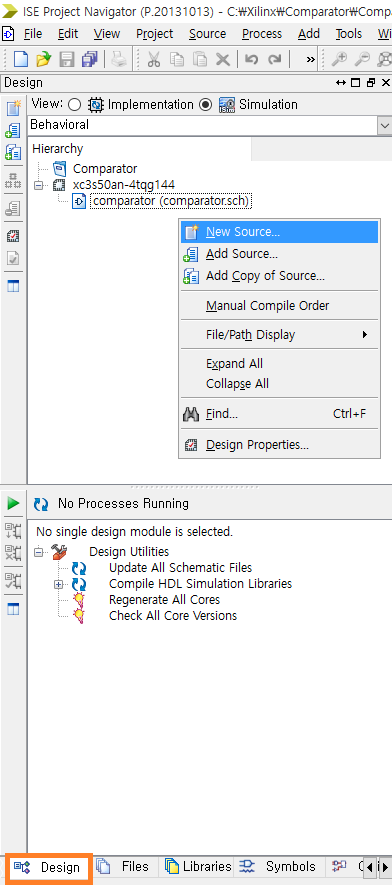 ISE Project Navigator (P.20131013) - C:₩Xilinx₩Comparator₩Compa
File Edit View Project Source Process Add Tools Wi
»
Design
View: Implementation Simulation
Behavioral
Hierarchy
Comparator
xc3s50an-4tqg144
comparator (comparator.sch)
New Source...
Add Source...
Add Copy of Source...
Manual Compile Order
File/Path Display
Expand All
Collapse All
Find... Ctrl+F
Design Properties...
No Processes Running
No single design module is selected.
Design Utilities
Update All Schematic Files
Compile HDL Simulation Libraries
Regenerate All Cores
Check All Core Versions
Design Files Libraries Symbols